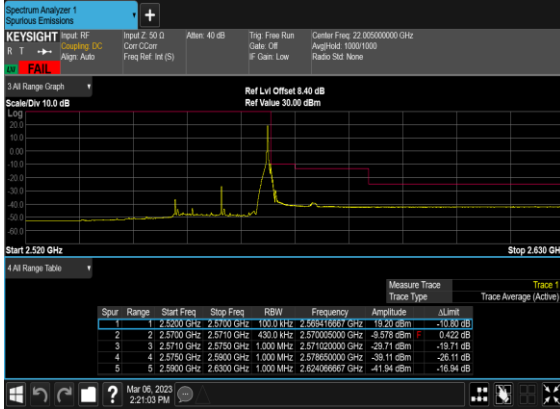 Spectrum Analyzer 1
Spurious Emissions
KEYSIGHT Input: RF Input Z: 50 Ω Atten: 40 dB Trig: Free Run Center Freq: 22.005000000 GHz
R T Coupling: DC Corr CCorr Gate: Off Avg|Hold: 1000/1000
Align: Auto Freq Ref: Int (S) IF Gain: Low Radio Std: None
FAIL
3 All Range Graph Ref Lvl Offset 8.40 dB
Scale/Div 10.0 dB Ref Value 30.00 dBm
Log
20.0
10.0
0.00
-10.0
-20.0
-30.0
-40.0
-50.0
-60.0
Start 2.520 GHz Stop 2.630 GH
4 All Range Table
Measure Trace Trace 1
Trace Type Trace Average (Active)
Spur Range Start Freq Stop Freq RBW Frequency Amplitude ΔLimit
1 1 2.5200 GHz 2.5700 GHz 100.0 kHz 2.569416667 GHz 19.20 dBm -10.80 dB
2 2 2.5700 GHz 2.5710 GHz 430.0 kHz 2.570005000 GHz -9.578 dBm F 0.422 dB
3 3 2.5710 GHz 2.5750 GHz 1.000 MHz 2.571020000 GHz -29.71 dBm -19.71 dB
4 4 2.5750 GHz 2.5900 GHz 1.000 MHz 2.578650000 GHz -39.11 dBm -26.11 dB
5 5 2.5900 GHz 2.6300 GHz 1.000 MHz 2.624066667 GHz -41.94 dBm -16.94 dB
Mar 06, 2023
2:21:03 PM